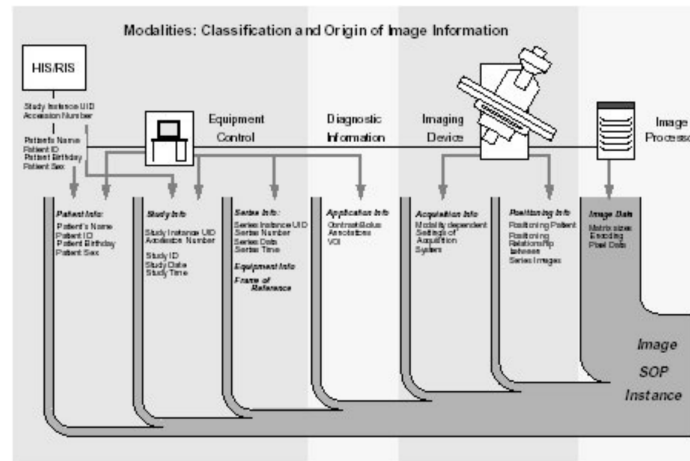 Modalities: Classification and Origin of Image Information
HIS/RIS
Study Instance UID
Accession Number
Patient's Name
Patient ID
Patient Birthday
Patient Sex
Equipment
Control
Diagnostic
Information
Imaging
Device
Image
Processo
Patient Info:
Patient's Name
Patient ID
Patient Birthday
Patient Sex
Study Info
Study Instance UID
Accession Number
Study ID
Study Date
Study Time
Series Info:
Series Instance UID
Series Number
Series Data
Series Time
Equipment Info
Frame of
Reference
Application Info
Contrast/Bolus
Annotations
VOI
Acquisition Info
Modality dependent
Settings of
Acquisition
System
Positioning Info
Positioning Patient
Positioning
Relationship
between
Series Images
Image Data
Matrix sizes
Encoding
Pixel Data
Image
SOP
Instance